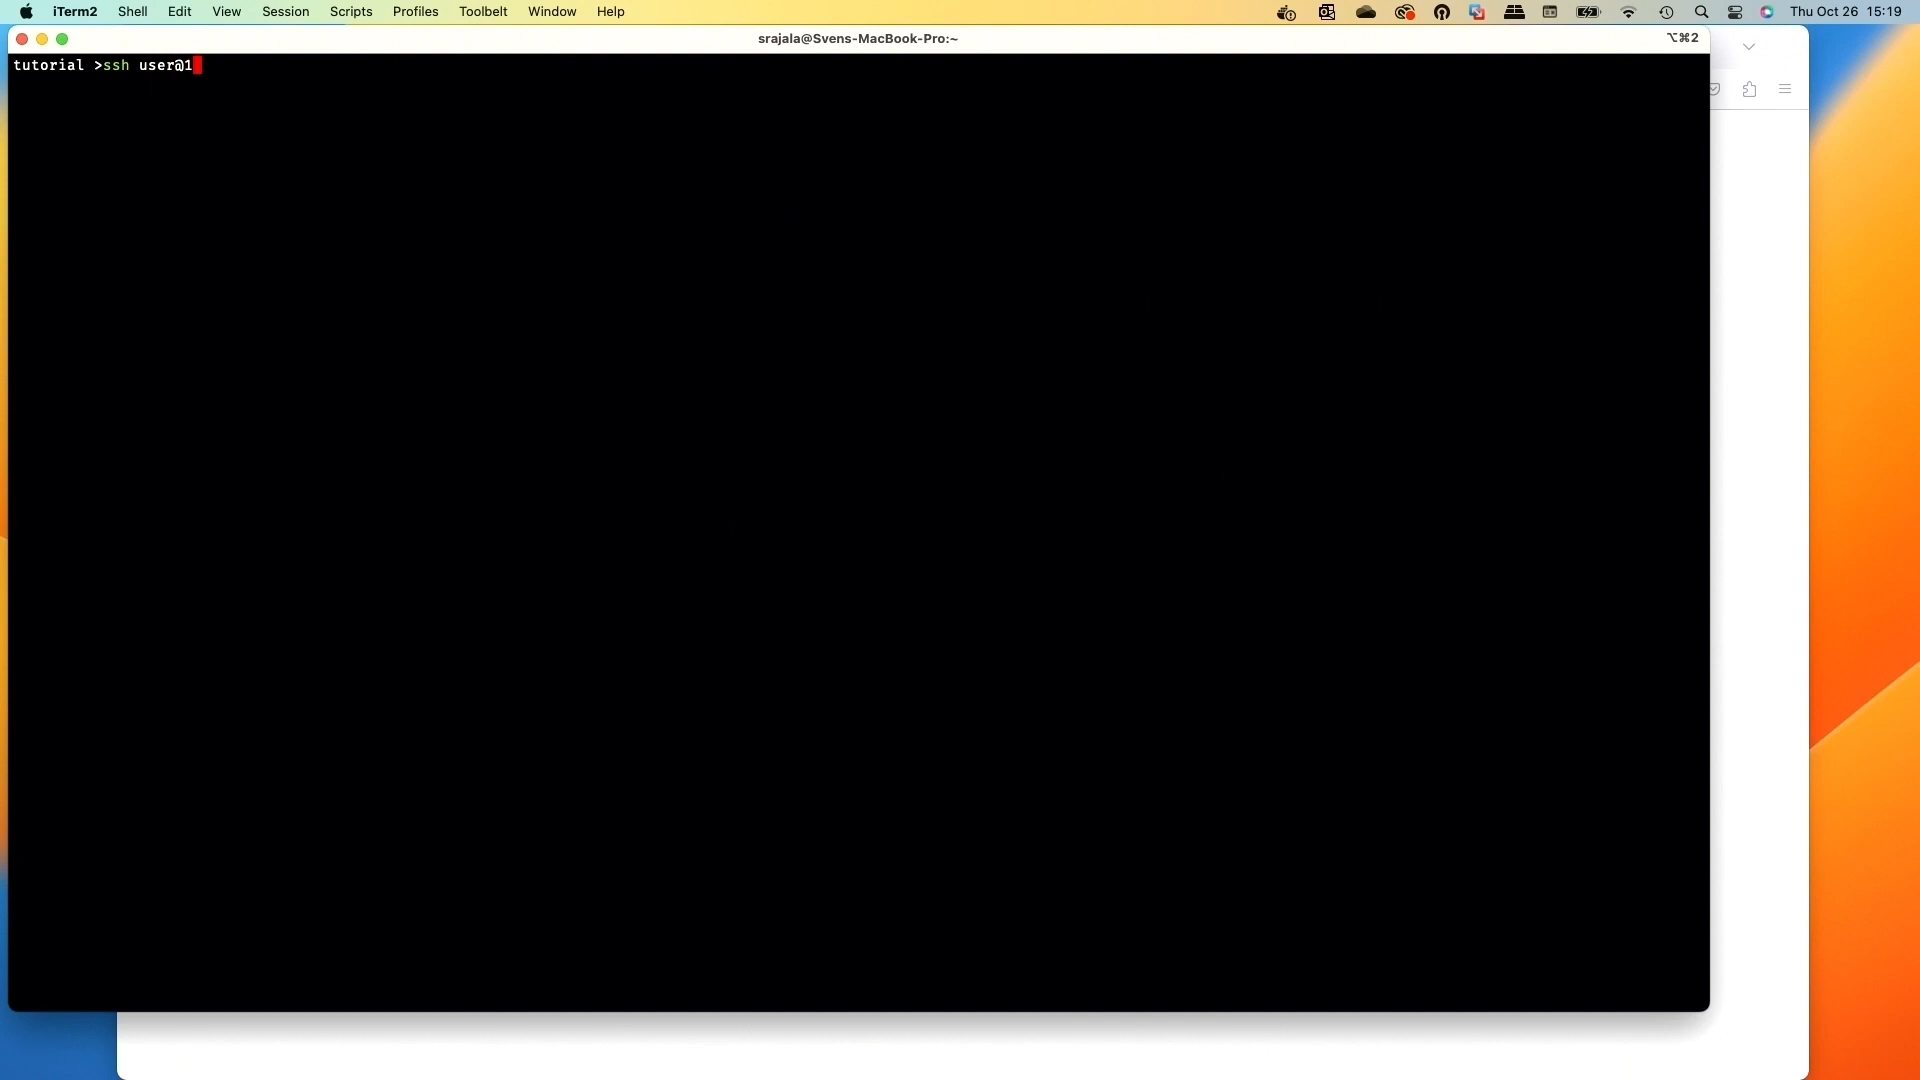 iTerm2 Shell Edit View Session Scripts Profiles Toolbelt Window Help Thu Oct 26 15:19
srajala@Svens-MacBook-Pro:~ ⌥⌘2
tutorial >ssh user@1